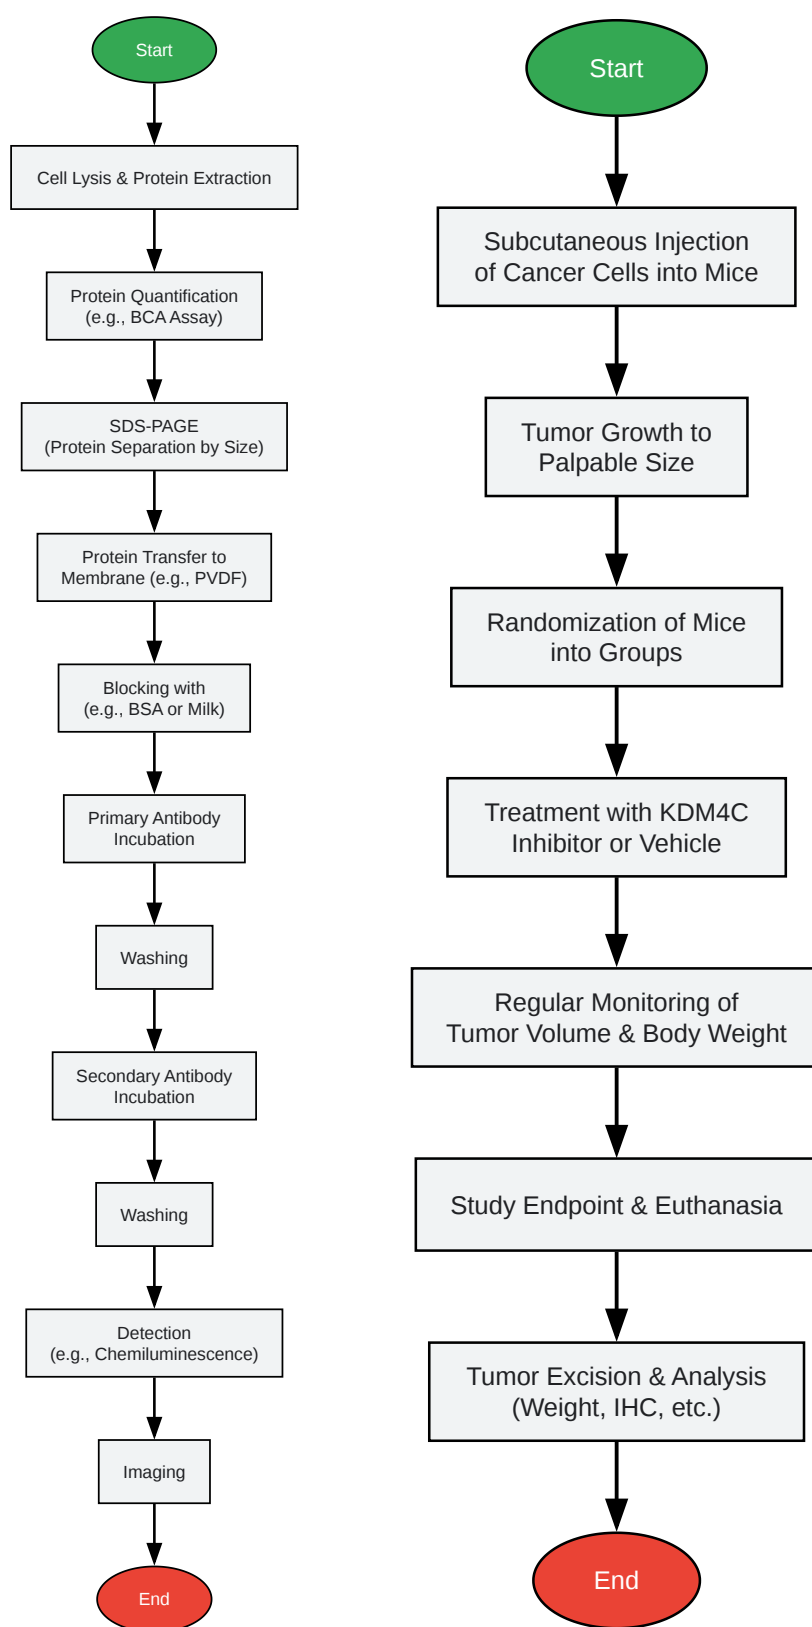 Start
Cell Lysis & Protein Extraction
Protein Quantification
(e.g., BCA Assay)
SDS-PAGE
(Protein Separation by Size)
Protein Transfer to
Membrane (e.g., PVDF)
Blocking with
(e.g., BSA or Milk)
Primary Antibody
Incubation
Washing
Secondary Antibody
Incubation
Washing
Detection
(e.g., Chemiluminescence)
Imaging
End
Start
Subcutaneous Injection
of Cancer Cells into Mice
Tumor Growth to
Palpable Size
Randomization of Mice
into Groups
Treatment with KDM4C
Inhibitor or Vehicle
Regular Monitoring of
Tumor Volume & Body Weight
Study Endpoint & Euthanasia
Tumor Excision & Analysis
(Weight, IHC, etc.)
End